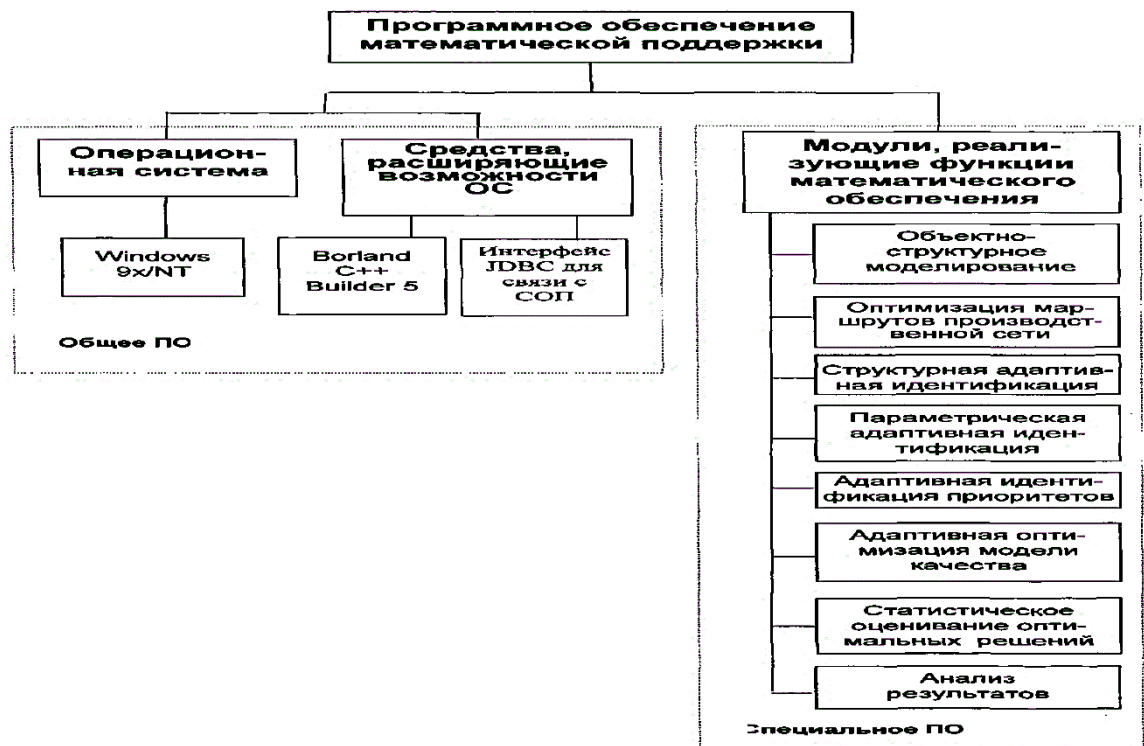 Программное обеспечение
математической поддержки
Операцион-
ная система
Средства,
расширяющие
возможности
ОС
Windows
9x/NT
Borland
C++
Builder 5
Интерфейс
JDBC для
связи с
СОП
Общее ПО
Модули, реали-
зующие функции
математического
обеспечения
Объектно-
структурное
моделирование
Оптимизация мар-
шрутов производст-
венной сети
Структурная адаптив-
ная идентификация
Параметрическая
адаптивная иден-
тификация
Адаптивная иденти-
фикация приоритетов
Адаптивная опти-
мизация модели
качества
Статистическое
оценивание опти-
мальных решений
Анализ
результатов
Специальное ПО